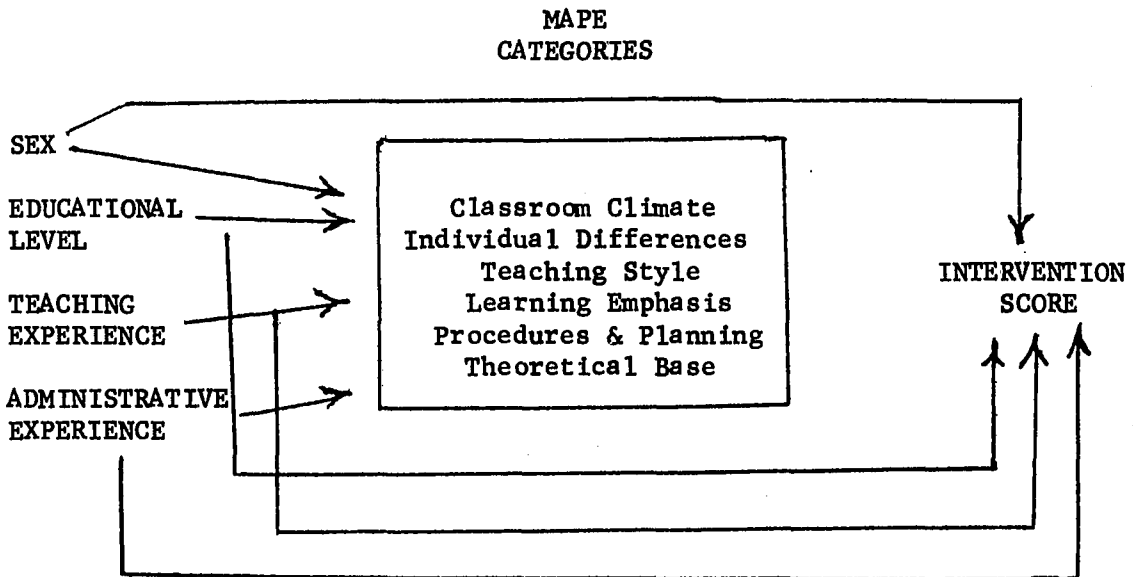 MAPE
CATEGORIES
SEX
EDUCATIONAL
LEVEL
TEACHING
EXPERIENCE
ADMINISTRATIVE
EXPERIENCE
Classroom Climate
Individual Differences
Teaching Style
Learning Emphasis
Procedures & Planning
Theoretical Base
INTERVENTION
SCORE